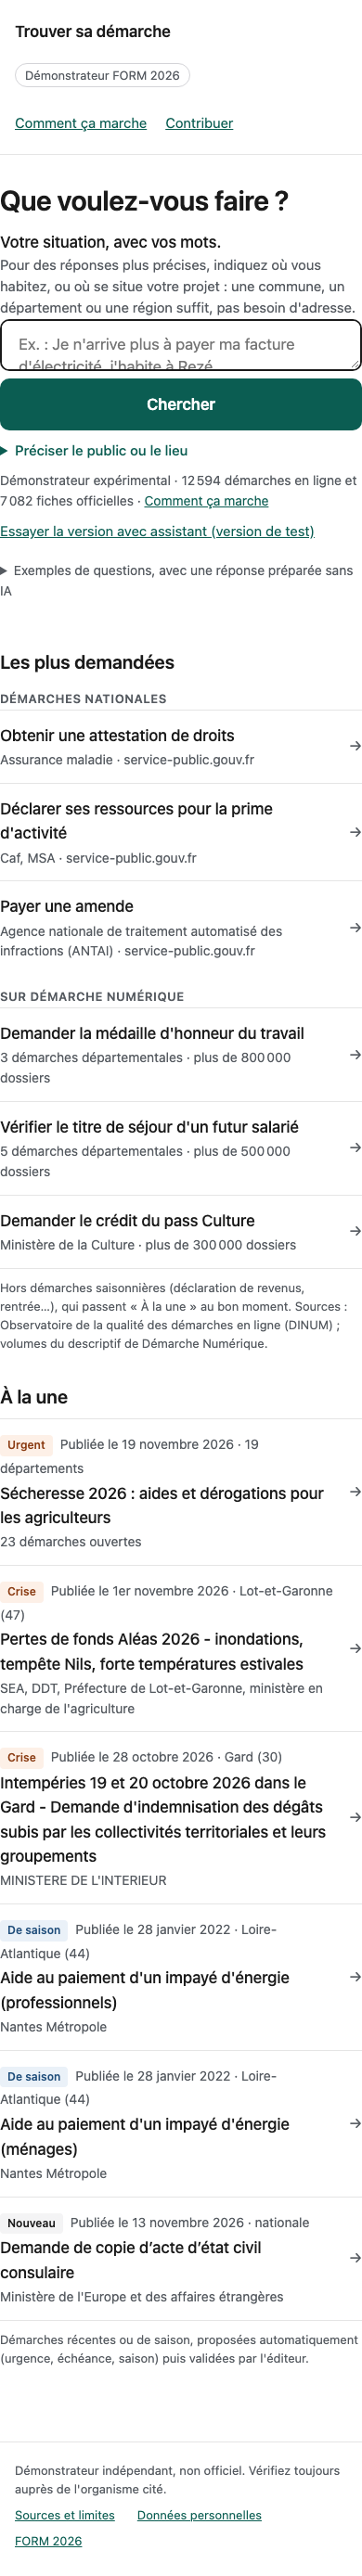 Trouver sa démarche
Démonstrateur FORM 2026
Comment ça marche Contribuer
Que voulez-vous faire ?
Votre situation, avec vos mots.
Pour des réponses plus précises, indiquez où vous
habitez, ou où se situe votre projet : une commune, un
département ou une région suffit, pas besoin d'adresse.
Ex. : Je n'arrive plus à payer ma facture
d'électricité, j'habite à Rezé
Chercher
Préciser le public ou le lieu
Démonstrateur expérimental · 12 594 démarches en ligne et
7 082 fiches officielles · Comment ça marche
Essayer la version avec assistant (version de test)
Exemples de questions, avec une réponse préparée sans
IA
Les plus demandées
DÉMARCHES NATIONALES
Obtenir une attestation de droits
Assurance maladie · service-public.gouv.fr
→
Déclarer ses ressources pour la prime
d'activité
Caf, MSA · service-public.gouv.fr
→
Payer une amende
Agence nationale de traitement automatisé des
infractions (ANTAI) · service-public.gouv.fr
→
SUR DÉMARCHE NUMÉRIQUE
Demander la médaille d'honneur du travail
3 démarches départementales · plus de 800 000
dossiers
→
Vérifier le titre de séjour d'un futur salarié
5 démarches départementales · plus de 500 000
dossiers
→
Demander le crédit du pass Culture
Ministère de la Culture · plus de 300 000 dossiers
→
Hors démarches saisonnières (déclaration de revenus,
rentrée…), qui passent « À la une » au bon moment. Sources :
Observatoire de la qualité des démarches en ligne (DINUM) ;
volumes du descriptif de Démarche Numérique.
À la une
Urgent Publiée le 19 novembre 2026 · 19
départements
Sécheresse 2026 : aides et dérogations pour
les agriculteurs
23 démarches ouvertes
→
Crise Publiée le 1er novembre 2026 · Lot-et-Garonne
(47)
Pertes de fonds Aléas 2026 - inondations,
tempête Nils, forte températures estivales
SEA, DDT, Préfecture de Lot-et-Garonne, ministère en
charge de l'agriculture
→
Crise Publiée le 28 octobre 2026 · Gard (30)
Intempéries 19 et 20 octobre 2026 dans le
Gard - Demande d'indemnisation des dégâts
subis par les collectivités territoriales et leurs
groupements
MINISTERE DE L'INTERIEUR
→
De saison Publiée le 28 janvier 2022 · Loire-
Atlantique (44)
Aide au paiement d'un impayé d'énergie
(professionnels)
Nantes Métropole
→
De saison Publiée le 28 janvier 2022 · Loire-
Atlantique (44)
Aide au paiement d'un impayé d'énergie
(ménages)
Nantes Métropole
→
Nouveau Publiée le 13 novembre 2026 · nationale
Demande de copie d’acte d’état civil
consulaire
Ministère de l'Europe et des affaires étrangères
→
Démarches récentes ou de saison, proposées automatiquement
(urgence, échéance, saison) puis validées par l'éditeur.
Démonstrateur indépendant, non officiel. Vérifiez toujours
auprès de l'organisme cité.
Sources et limites Données personnelles
FORM 2026